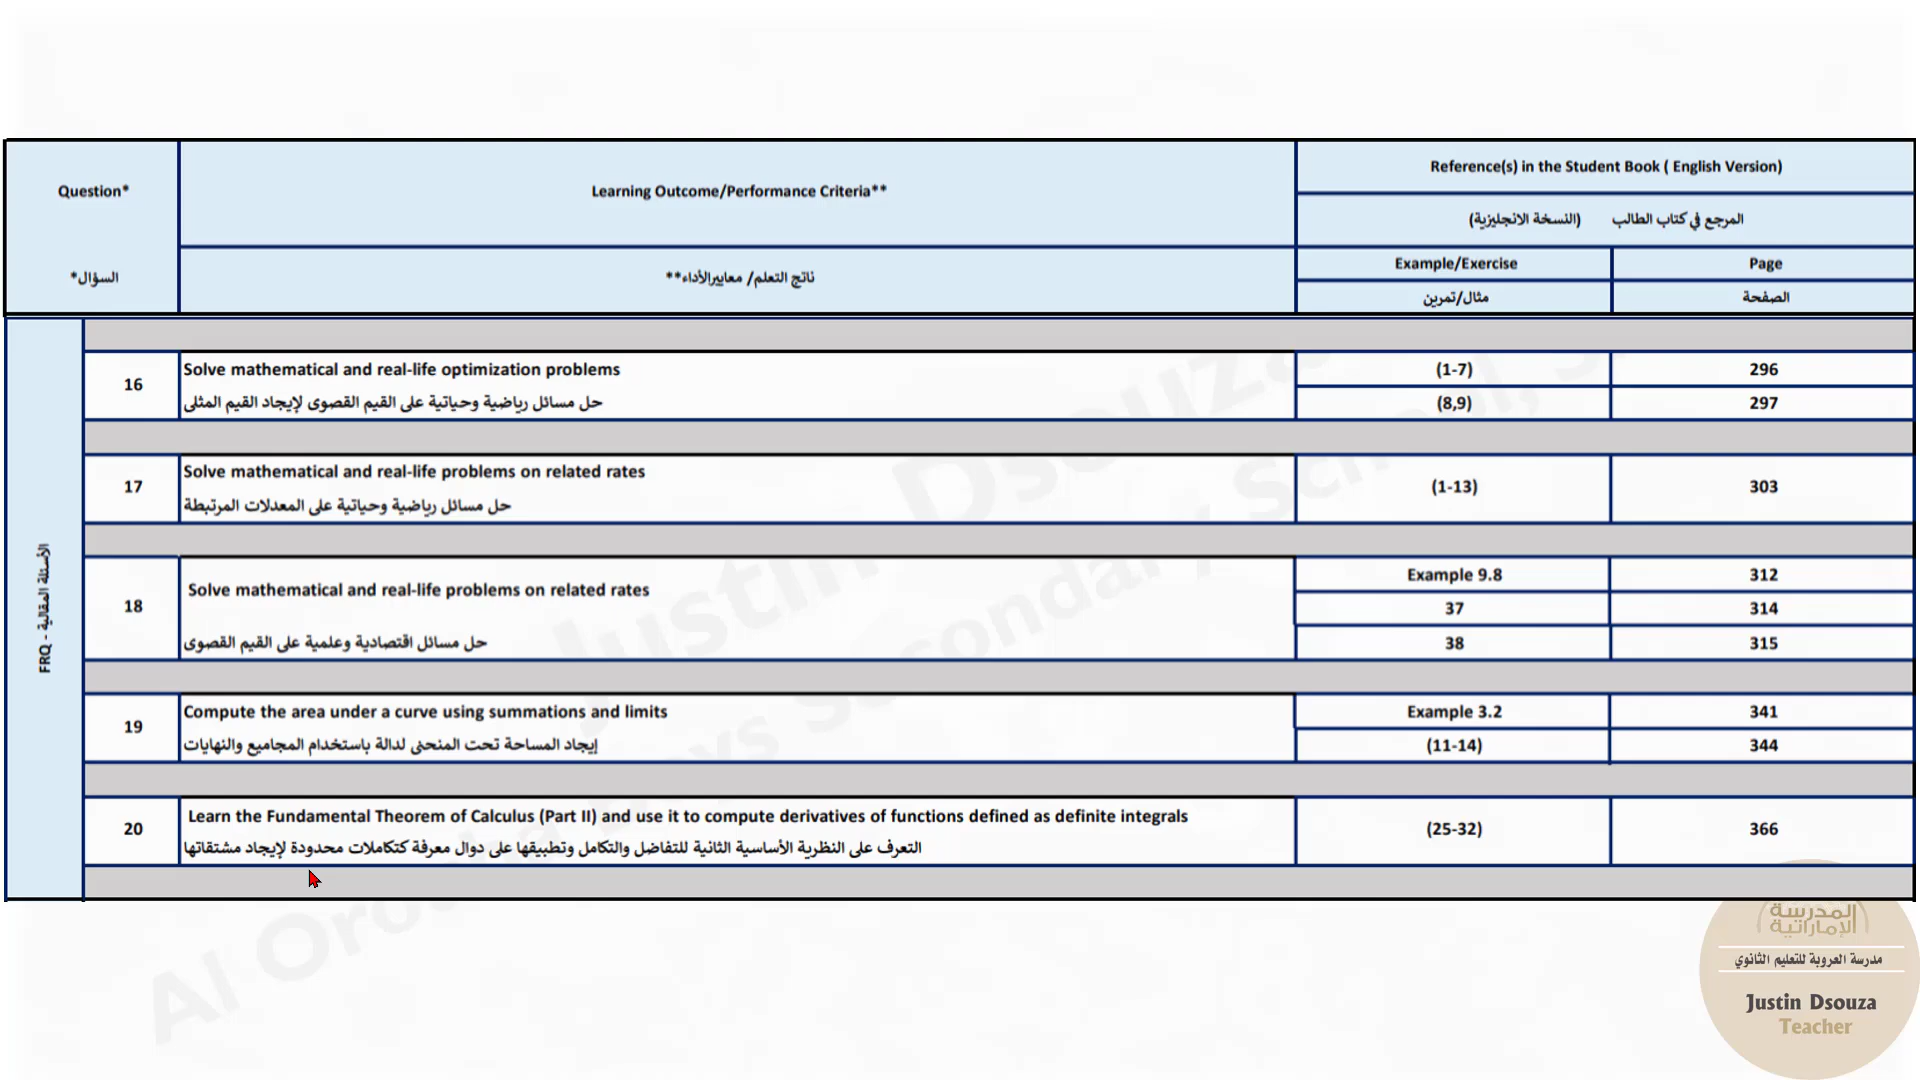 Question*
السؤال*
Learning Outcome/Performance Criteria**
ناتج التعلم/ معاييرالأداء**
Reference(s) in the Student Book ( English Version)
المرجع في كتاب الطالب (النسخة الانجليزية)
Example/Exercise
Page
مثال/تمرين
الصفحة
الأسئلة المقالية - FRQ
16
Solve mathematical and real-life optimization problems
حل مسائل رياضية وحياتية على القيم القصوى لإيجاد القيم المثلى
(1-7)
296
(8,9)
297
17
Solve mathematical and real-life problems on related rates
حل مسائل رياضية وحياتية على المعدلات المرتبطة
(1-13)
303
18
Solve mathematical and real-life problems on related rates
حل مسائل اقتصادية وعلمية على القيم القصوى
Example 9.8
312
37
314
38
315
19
Compute the area under a curve using summations and limits
إيجاد المساحة تحت المنحنى لدالة باستخدام المجاميع والنهايات
Example 3.2
341
(11-14)
344
20
Learn the Fundamental Theorem of Calculus (Part II) and use it to compute derivatives of functions defined as definite integrals
التعرف على النظرية الأساسية الثانية للتفاضل والتكامل وتطبيقها على دوال معرفة كتكاملات محدودة لإيجاد مشتقاتها
(25-32)
366
Justin Dsouza
المدرسة
الإماراتية
مدرسة العروبة للتعليم الثانوي
Justin Dsouza
Teacher